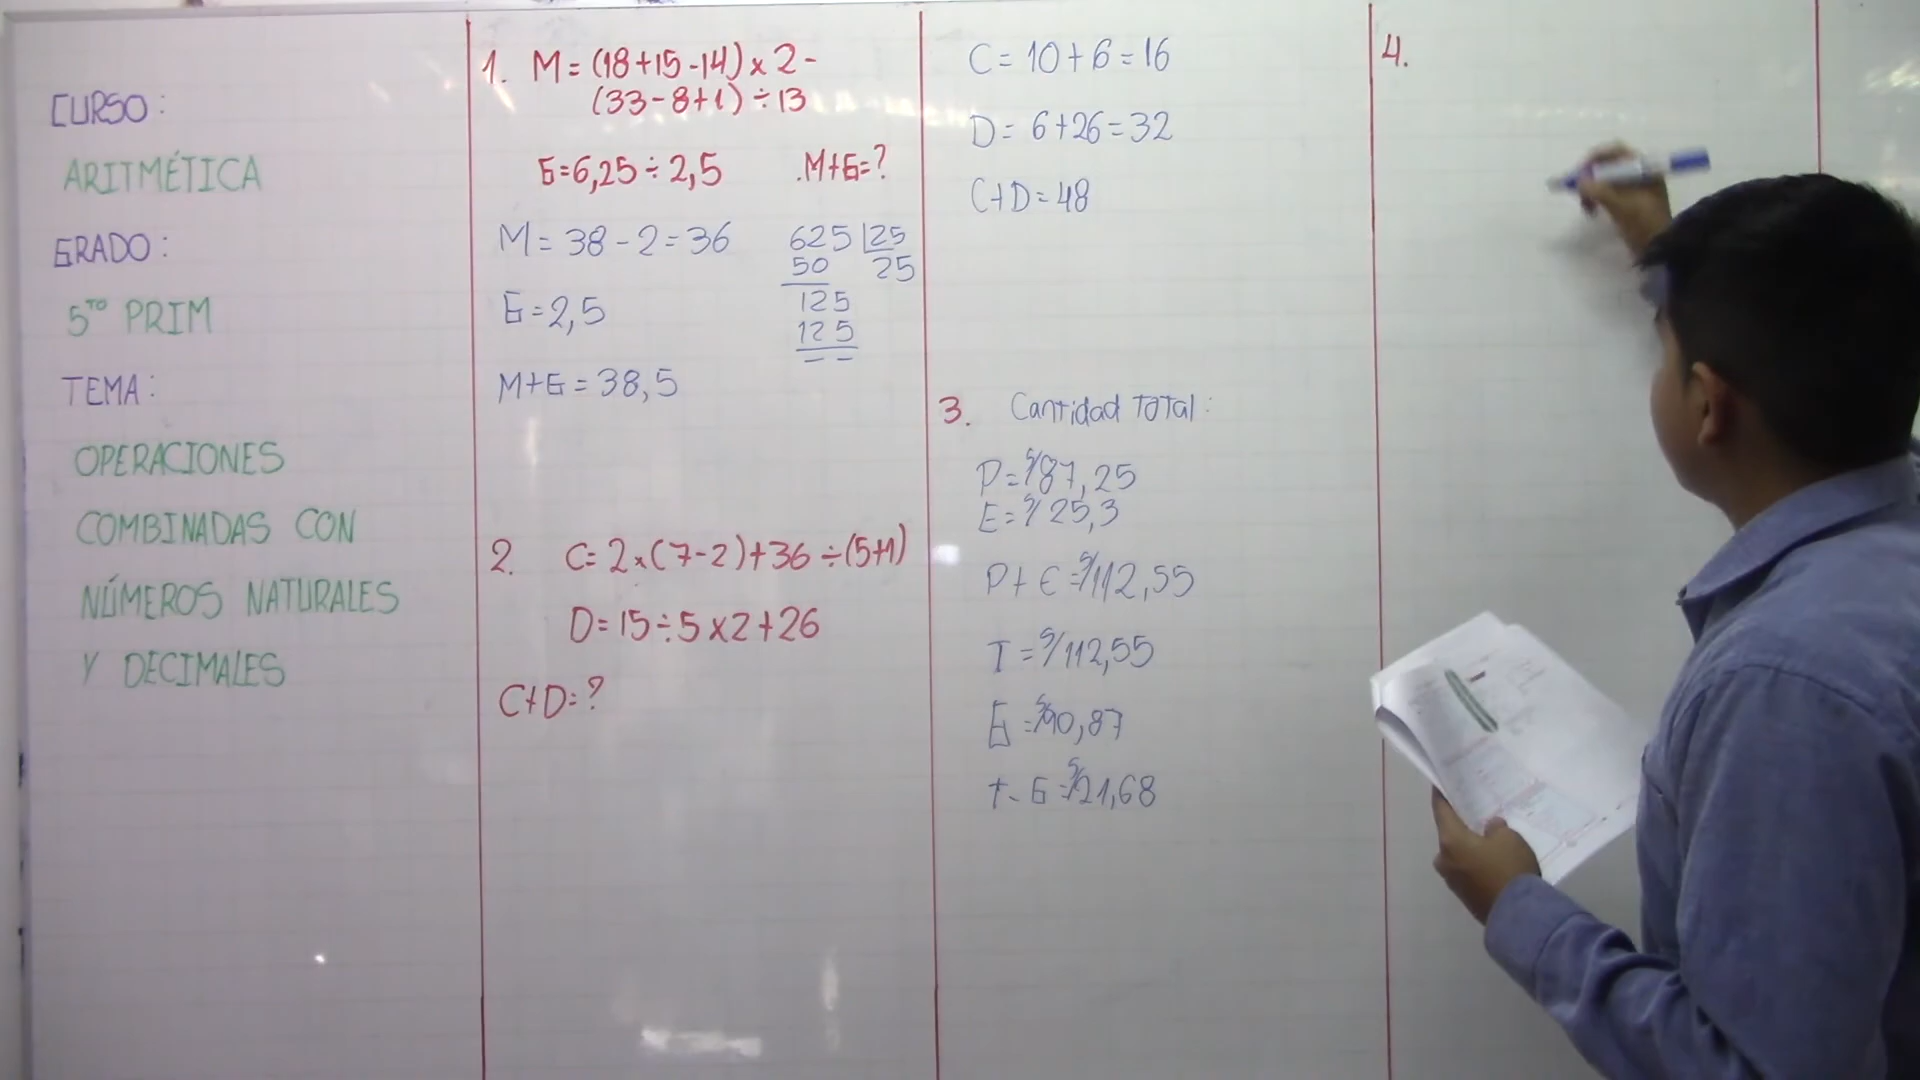 CURSO:
ARITMÉTICA
GRADO:
5TO PRIM
TEMA:
OPERACIONES
COMBINADAS CON
NÚMEROS NATURALES
Y DECIMALES
1. M = (18+15-14) x 2 -
(33-8+1) ÷ 13
G=6,25 ÷ 2,5 M+G=?
M = 38 - 2 = 36
625 |25
50 25
125
125
G = 2,5
M+G = 38,5
2. C= 2x(7-2)+36 ÷(5+1)
D=15÷5x2+26
C+D=?
C = 10+6 = 16
D = 6+26=32
C+D=48
3. Cantidad Total:
P=S/87,25
E=S/25,3
P+E=S/112,55
T=S/112,55
G=S/90,87
T-G=S/21,68
4.